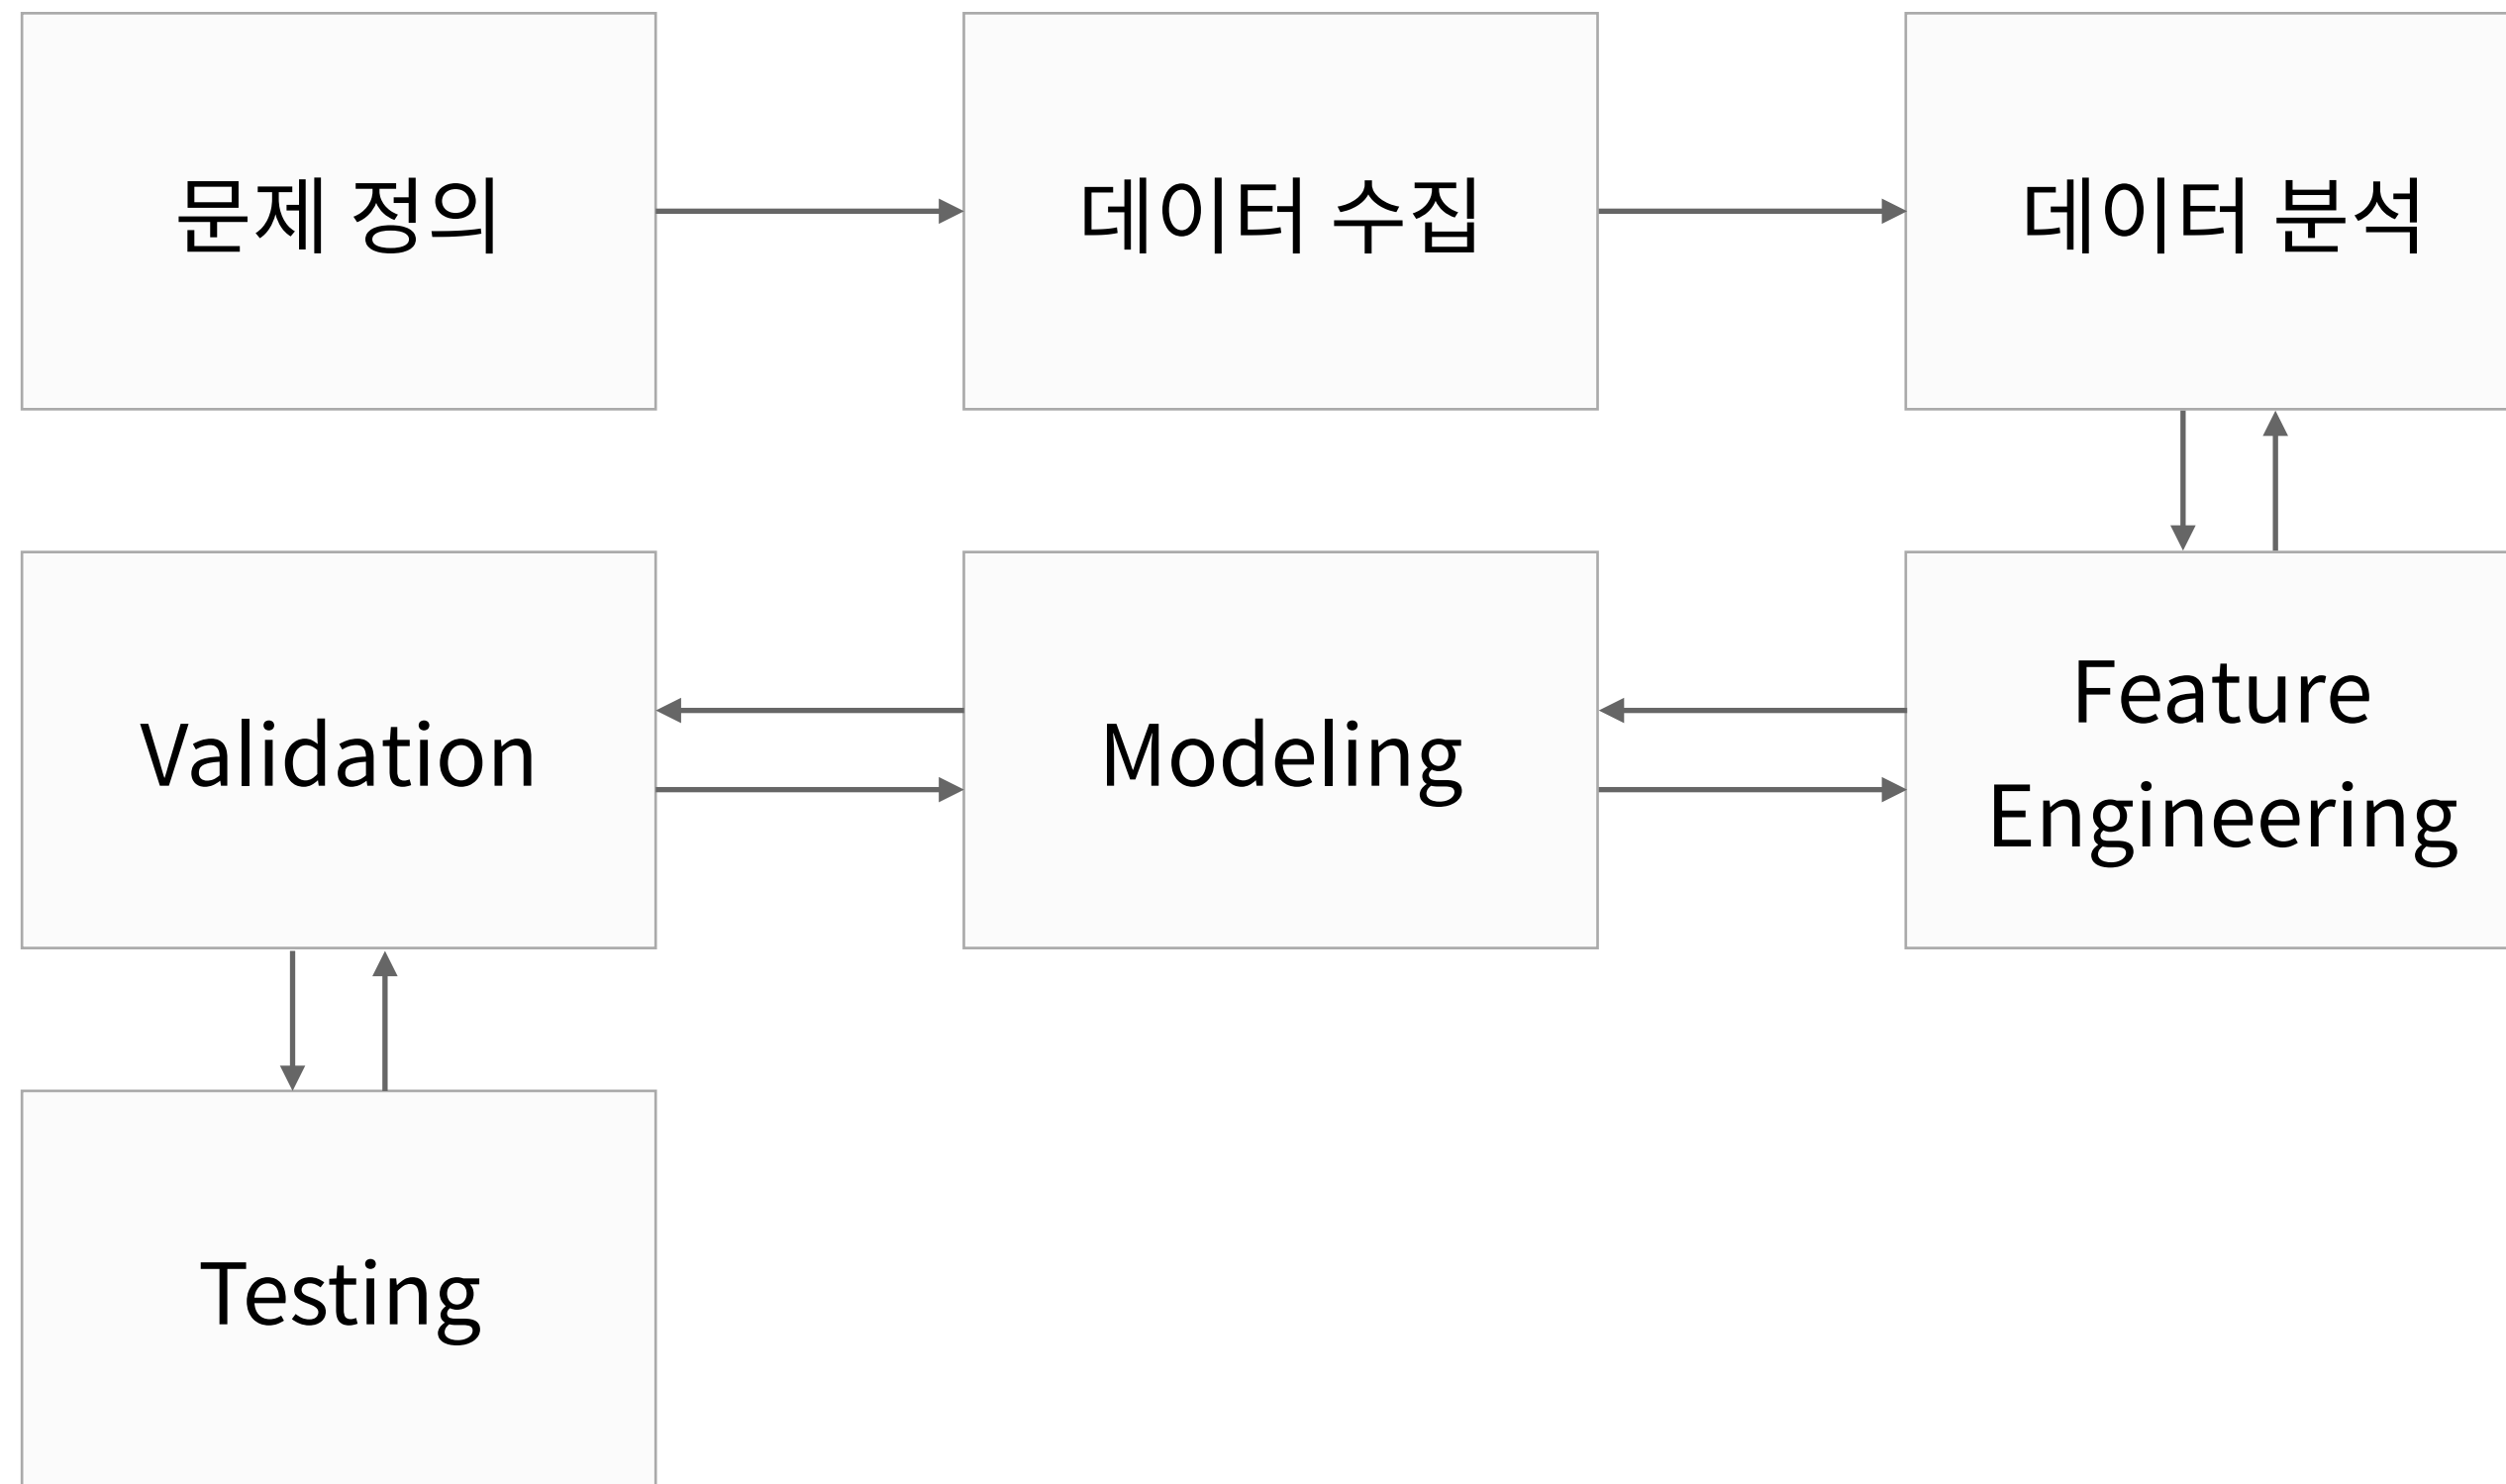 문제 정의
데이터 수집
데이터 분석
Validation
Modeling
Feature
Engineering
Testing